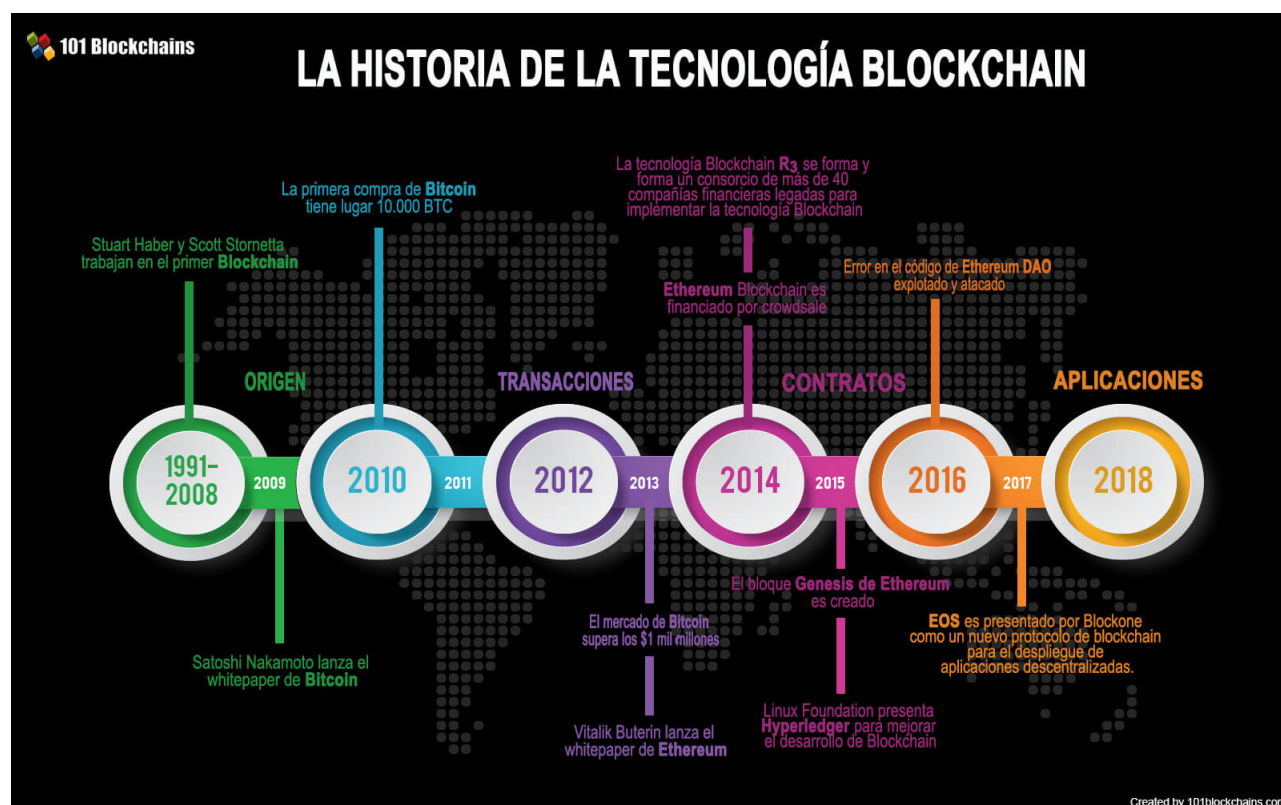 101 Blockchains
LA HISTORIA DE LA TECNOLOGÍA BLOCKCHAIN
La tecnología Blockchain R3 se forma y
forma un consorcio de más de 40
compañías financieras legadas para
implementar la tecnología Blockchain
La primera compra de Bitcoin
tiene lugar 10.000 BTC
Stuart Haber y Scott Stornetta
trabajan en el primer Blockchain
Error en el código de Ethereum DAO
explotado y atacado
Ethereum Blockchain es
financiado por crowdsale
ORIGEN
TRANSACCIONES
CONTRATOS
APLICACIONES
1991-
2008
2009
2010
2011
2012
2013
2014
2015
2016
2017
2018
El bloque Genesis de Ethereum
es creado
El mercado de Bitcoin
supera los $1 mil millones
EOS es presentado por Blockone
como un nuevo protocolo de blockchain
para el despliegue de
aplicaciones descentralizadas.
Satoshi Nakamoto lanza el
whitepaper de Bitcoin
Vitalik Buterin lanza el
whitepaper de Ethereum
Linux Foundation presenta
Hyperledger para mejorar
el desarrollo de Blockchain
Created by 101blockchains.com